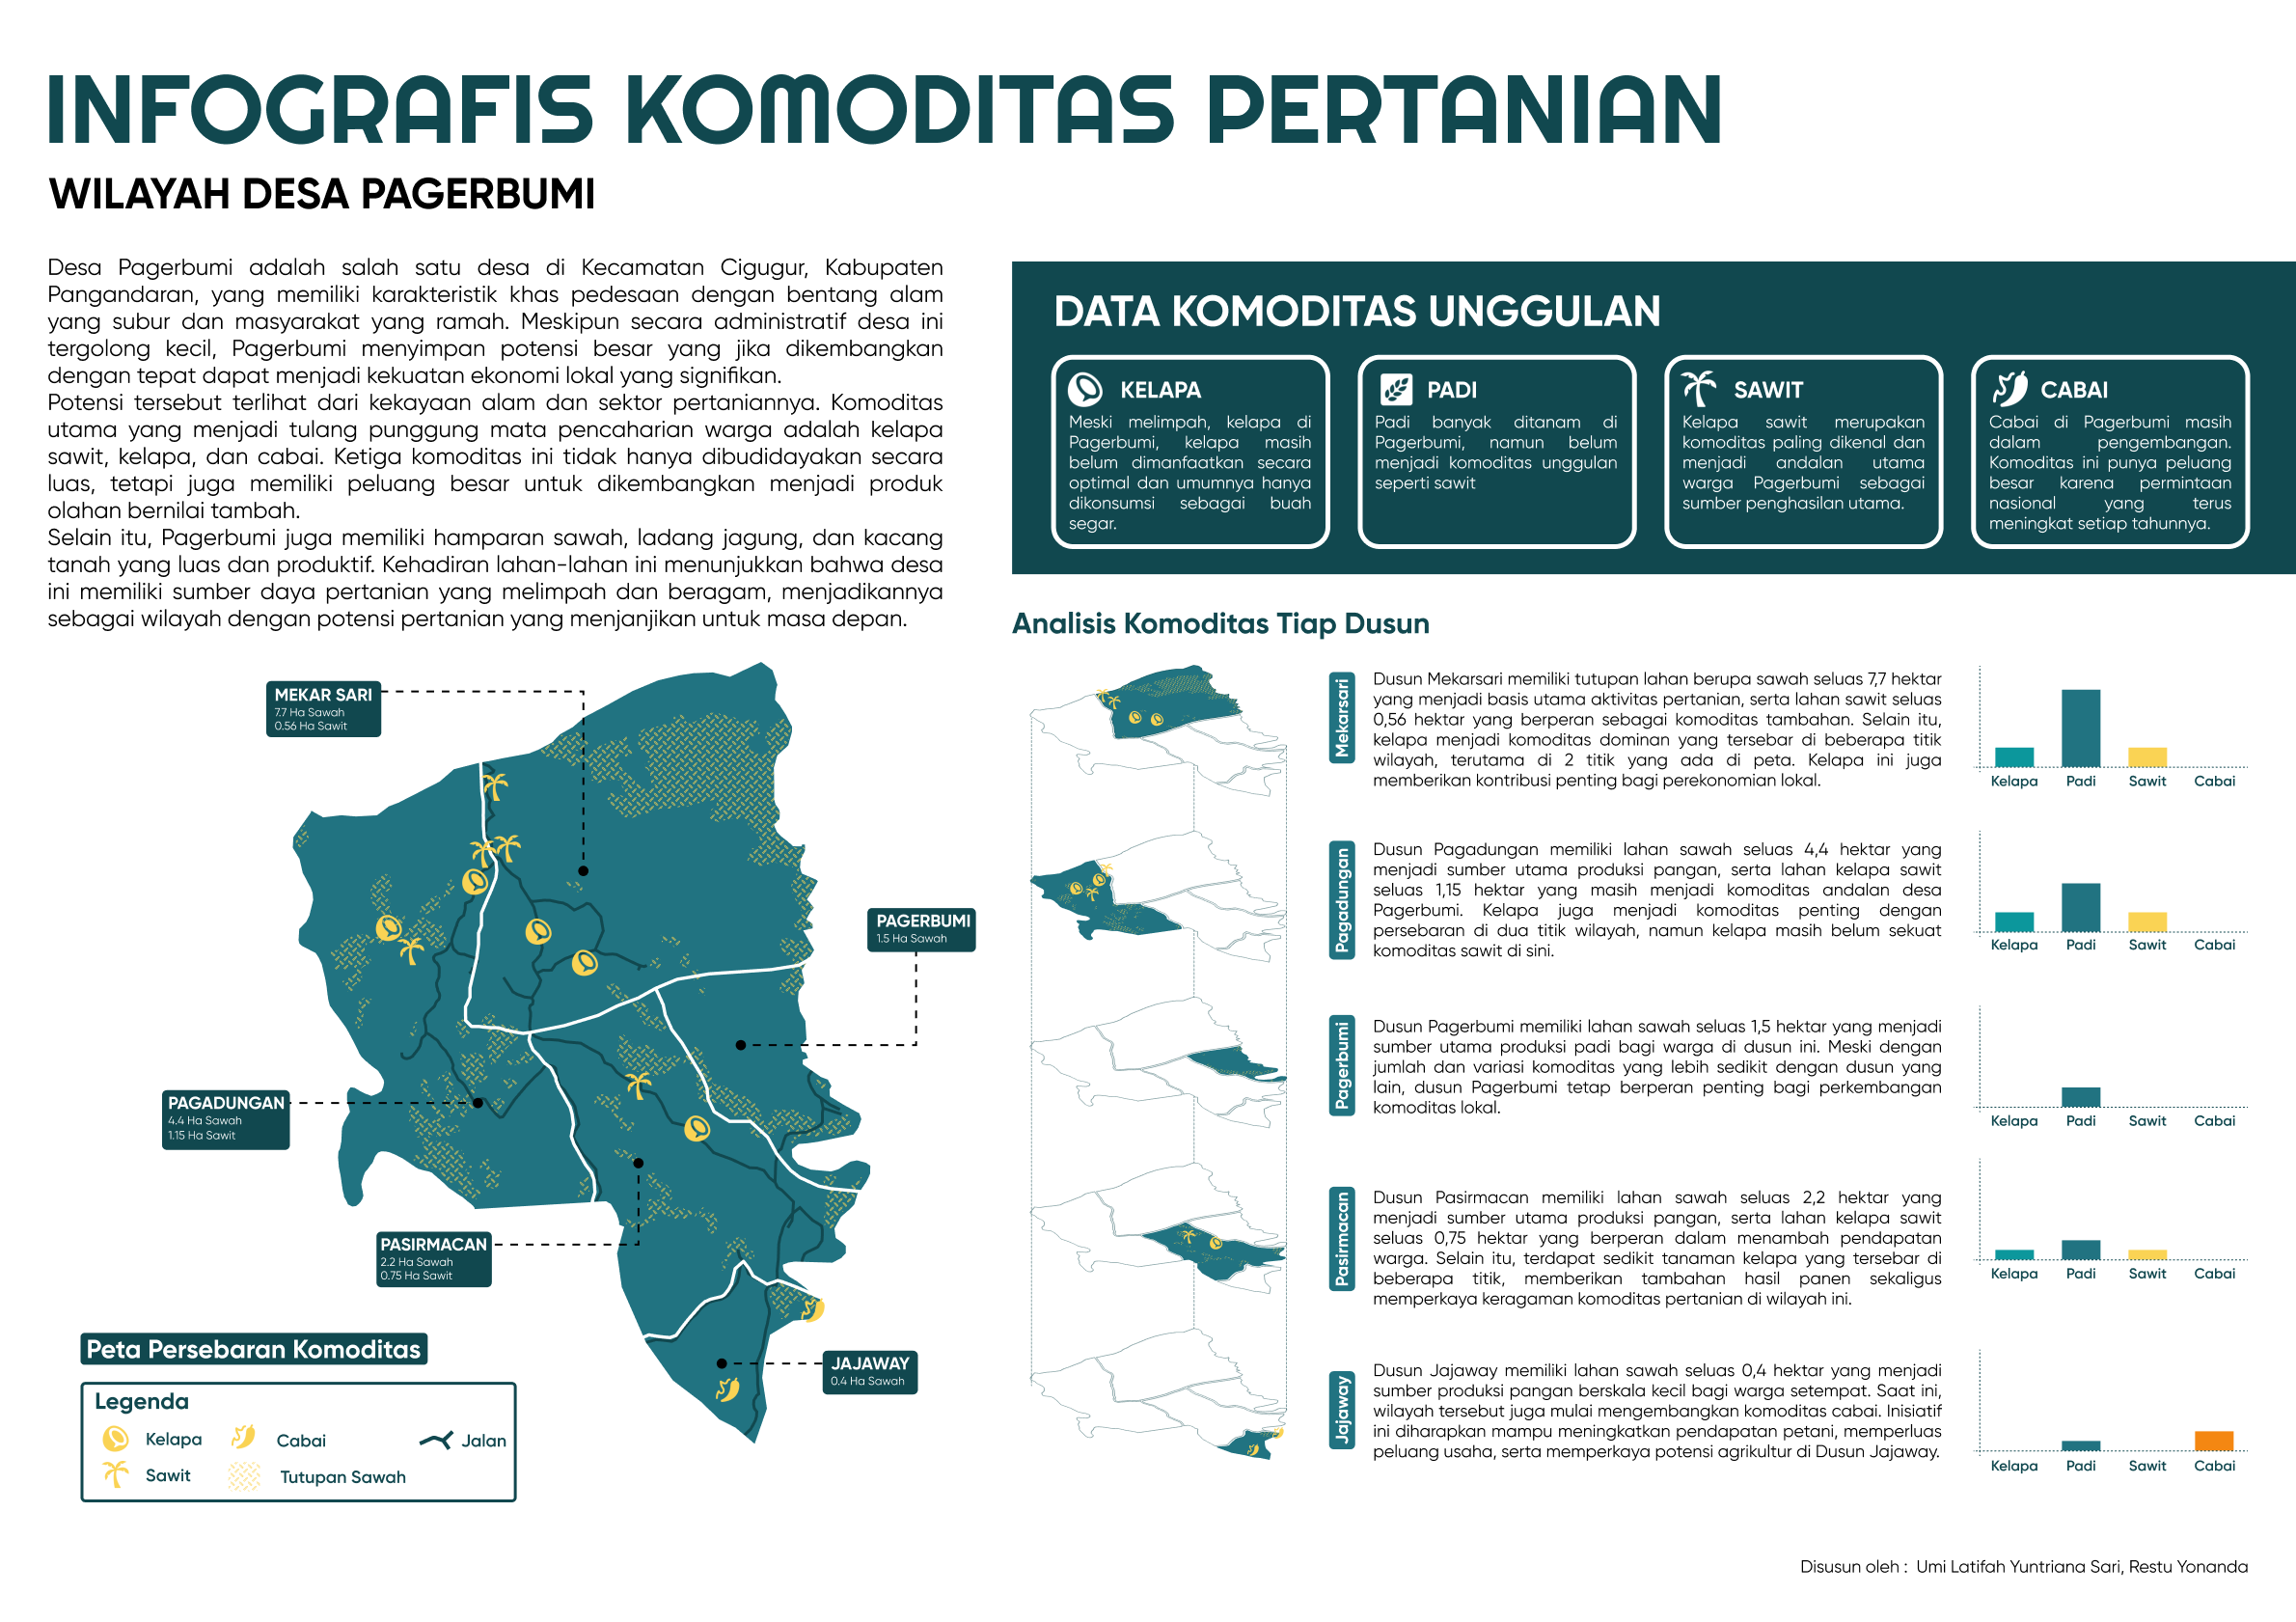 INFOGRAFIS KOMODITAS PERTANIAN
WILAYAH DESA PAGERBUMI
Desa Pagerbumi adalah salah satu desa di Kecamatan Cigugur, Kabupaten
Pangandaran, yang memiliki karakteristik khas pedesaan dengan bentang alam
yang subur dan masyarakat yang ramah. Meskipun secara administratif desa ini
tergolong kecil, Pagerbumi menyimpan potensi besar yang jika dikembangkan
dengan tepat dapat menjadi kekuatan ekonomi lokal yang signifikan.
Potensi tersebut terlihat dari kekayaan alam dan sektor pertaniannya. Komoditas
utama yang menjadi tulang punggung mata pencaharian warga adalah kelapa
sawit, kelapa, dan cabai. Ketiga komoditas ini tidak hanya dibudidayakan secara
luas, tetapi juga memiliki peluang besar untuk dikembangkan menjadi produk
olahan bernilai tambah.
Selain itu, Pagerbumi juga memiliki hamparan sawah, ladang jagung, dan kacang
tanah yang luas dan produktif. Kehadiran lahan-lahan ini menunjukkan bahwa desa
ini memiliki sumber daya pertanian yang melimpah dan beragam, menjadikannya
sebagai wilayah dengan potensi pertanian yang menjanjikan untuk masa depan.
DATA KOMODITAS UNGGULAN
KELAPA
Meski melimpah, kelapa di
Pagerbumi, kelapa masih
belum dimanfaatkan secara
optimal dan umumnya hanya
dikonsumsi sebagai buah
segar.
PADI
Padi banyak ditanam di
Pagerbumi, namun belum
menjadi komoditas unggulan
seperti sawit
SAWIT
Kelapa sawit merupakan
komoditas paling dikenal dan
menjadi andalan utama
warga Pagerbumi sebagai
sumber penghasilan utama.
CABAI
Cabai di Pagerbumi masih
dalam pengembangan.
Komoditas ini punya peluang
besar karena permintaan
nasional yang terus
meningkat setiap tahunnya.
MEKAR SARI
7.7 Ha Sawah
0.56 Ha Sawit
PAGERBUMI
1.5 Ha Sawah
PAGADUNGAN
4.4 Ha Sawah
1.15 Ha Sawit
PASIRMACAN
2.2 Ha Sawah
0.75 Ha Sawit
JAJAWAY
0.4 Ha Sawah
Peta Persebaran Komoditas
Legenda
Kelapa
Cabai
Jalan
Sawit
Tutupan Sawah
Analisis Komoditas Tiap Dusun
Mekarsari
Dusun Mekarsari memiliki tutupan lahan berupa sawah seluas 7,7 hektar
yang menjadi basis utama aktivitas pertanian, serta lahan sawit seluas
0,56 hektar yang berperan sebagai komoditas tambahan. Selain itu,
kelapa menjadi komoditas dominan yang tersebar di beberapa titik
wilayah, terutama di 2 titik yang ada di peta. Kelapa ini juga
memberikan kontribusi penting bagi perekonomian lokal.
Kelapa Padi Sawit Cabai
Pagadungan
Dusun Pagadungan memiliki lahan sawah seluas 4,4 hektar yang
menjadi sumber utama produksi pangan, serta lahan kelapa sawit
seluas 1,15 hektar yang masih menjadi komoditas andalan desa
Pagerbumi. Kelapa juga menjadi komoditas penting dengan
persebaran di dua titik wilayah, namun kelapa masih belum sekuat
komoditas sawit di sini.
Kelapa Padi Sawit Cabai
Pagerbumi
Dusun Pagerbumi memiliki lahan sawah seluas 1,5 hektar yang menjadi
sumber utama produksi padi bagi warga di dusun ini. Meski dengan
jumlah dan variasi komoditas yang lebih sedikit dengan dusun yang
lain, dusun Pagerbumi tetap berperan penting bagi perkembangan
komoditas lokal.
Kelapa Padi Sawit Cabai
Pasirmacan
Dusun Pasirmacan memiliki lahan sawah seluas 2,2 hektar yang
menjadi sumber utama produksi pangan, serta lahan kelapa sawit
seluas 0,75 hektar yang berperan dalam menambah pendapatan
warga. Selain itu, terdapat sedikit tanaman kelapa yang tersebar di
beberapa titik, memberikan tambahan hasil panen sekaligus
memperkaya keragaman komoditas pertanian di wilayah ini.
Kelapa Padi Sawit Cabai
Jajaway
Dusun Jajaway memiliki lahan sawah seluas 0,4 hektar yang menjadi
sumber produksi pangan berskala kecil bagi warga setempat. Saat ini,
wilayah tersebut juga mulai mengembangkan komoditas cabai. Inisiatif
ini diharapkan mampu meningkatkan pendapatan petani, memperluas
peluang usaha, serta memperkaya potensi agrikultur di Dusun Jajaway.
Kelapa Padi Sawit Cabai
Disusun oleh : Umi Latifah Yuntriana Sari, Restu Yonanda